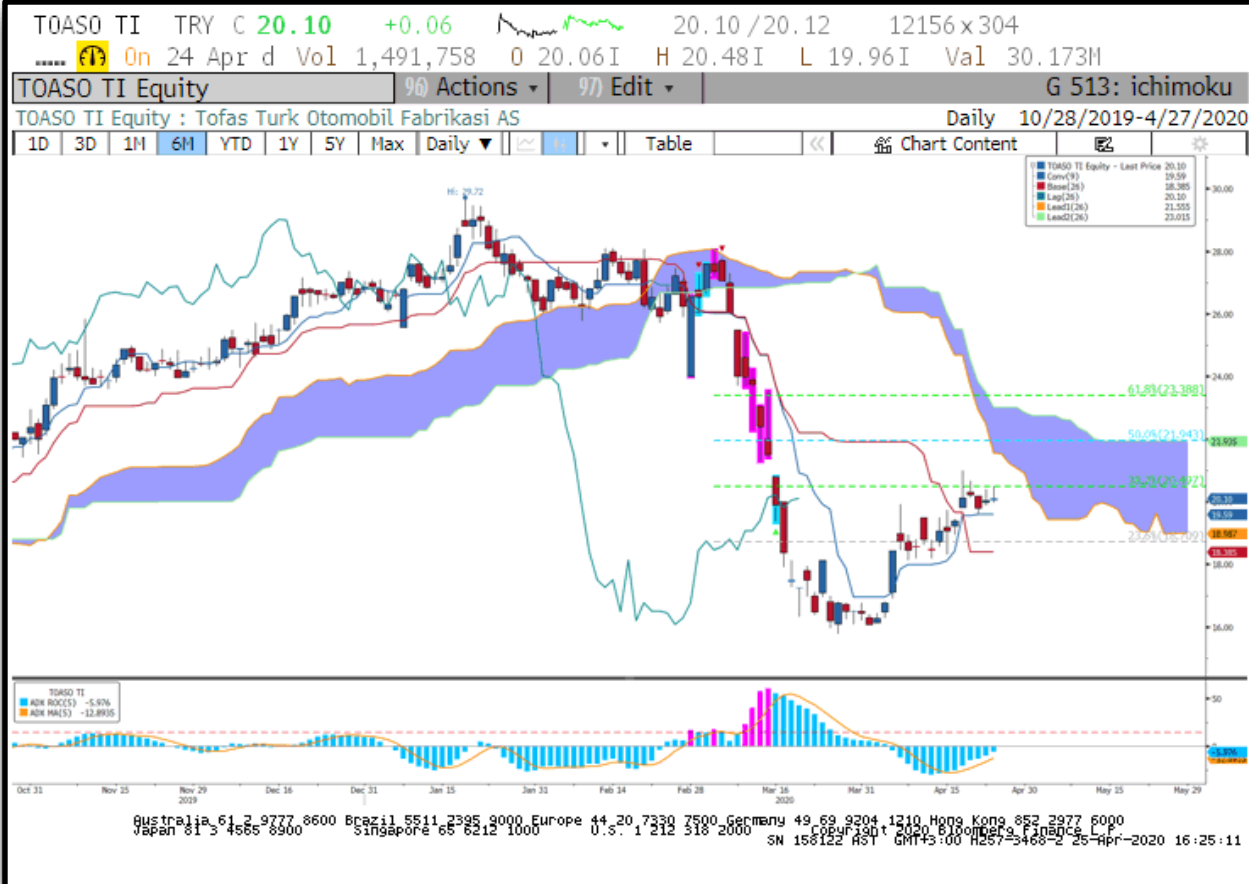 TOASO TI TRY C 20.10 +0.06 20.10/20.12 12156x304
On 24 Apr d Vol 1,491,758 O 20.06I H 20.48I L 19.96I Val 30.173M
TOASO TI Equity 96) Actions 97) Edit G 513: ichimoku
TOASO TI Equity : Tofas Turk Otomobil Fabrikasi AS Daily 10/28/2019-4/27/2020
1D 3D 1M 6M YTD 1Y 5Y Max Daily ▼ Table Chart Content
TOASO TI Equity - Last Price 20.10
Conv(9) 19.59
Base(26) 18.385
Lag(26) 20.10
Lead1(26) 21.555
Lead2(26) 23.015
Hi: 29.72
30.00
28.00
26.00
24.00
61.8%(23.388)
50.0%(21.943)
21.935
38.2%(20.497)
20.10
19.59
18.987
23.6%(18.709)
18.385
18.00
16.00
TOASO TI
ADX ROC(5) -5.976
ADX MA(5) -12.8935
50
0
-5.976
Oct 31 Nov 15 Dec 16 Dec 31 Jan 15 Jan 31 Feb 14 Feb 28 Mar 16 Mar 31 Apr 15 Apr 30 May 15 May 29
2019 2020
Australia 61 2 9777 8600 Brazil 5511 2395 9000 Europe 44 20 7330 7500 Germany 49 69 9204 1210 Hong Kong 852 2977 6000
Japan 81 3 4565 8900 Singapore 65 6212 1000 U.S. 1 212 318 2000 Copyright 2020 Bloomberg Finance L.P.
SN 158122 AST GMT+3:00 H257-3468-2 25-Apr-2020 16:25:11